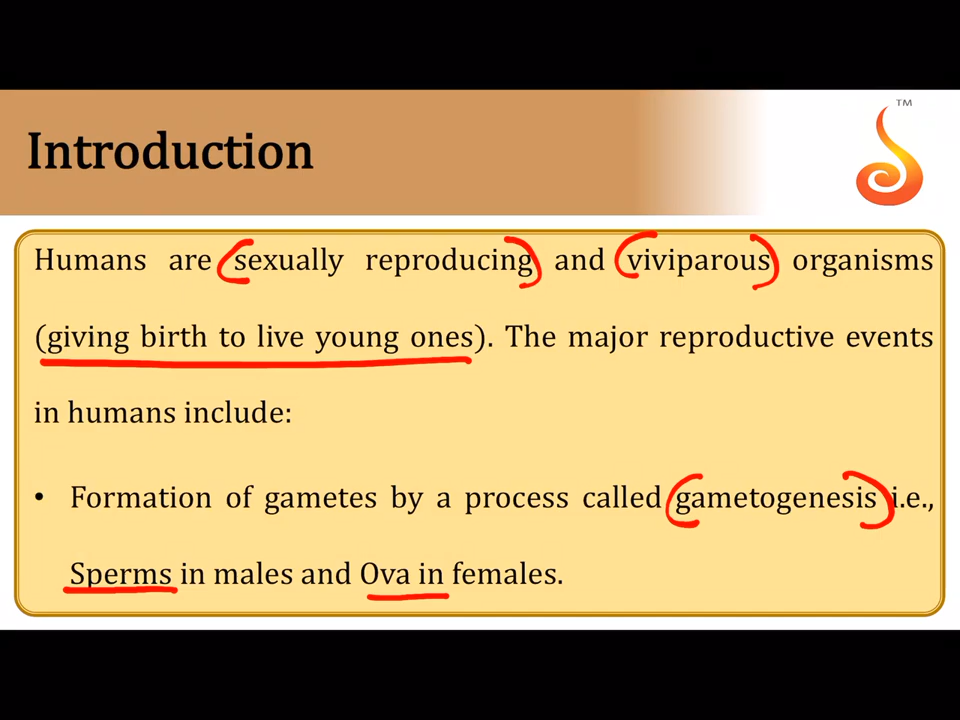 TM
Introduction
Humans are sexually reproducing and viviparous organisms
(giving birth to live young ones). The major reproductive events
in humans include:
• Formation of gametes by a process called gametogenesis i.e.,
Sperms in males and Ova in females.